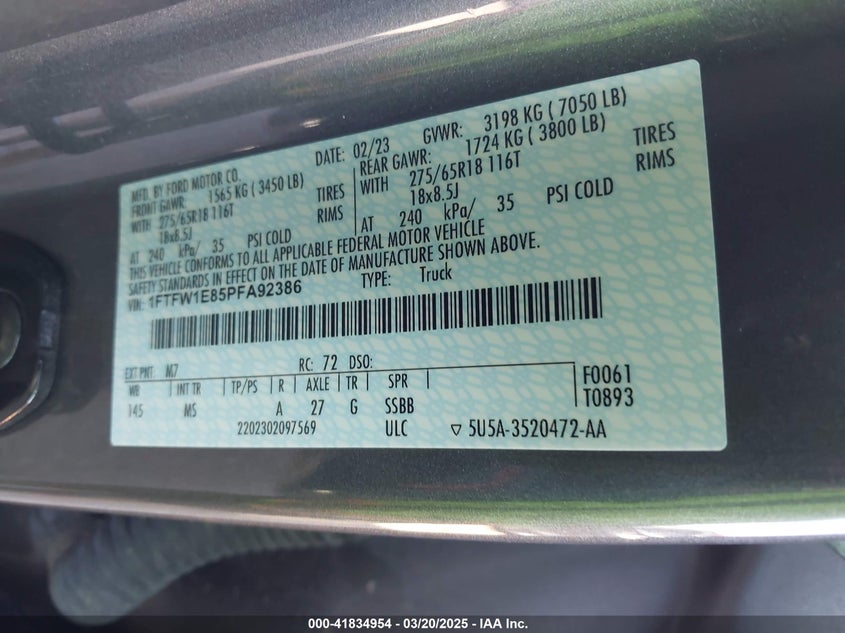 MFD. BY FORD MOTOR CO.
DATE: 02/23 GVWR: 3198 KG ( 7050 LB)
FRONT GAWR: 1565 KG ( 3450 LB)
WITH 275/65R18 116T TIRES
18x8.5J RIMS
AT 240 kPa/ 35 PSI COLD
REAR GAWR: 1724 KG ( 3800 LB)
WITH 275/65R18 116T TIRES
18x8.5J RIMS
AT 240 kPa/ 35 PSI COLD
THIS VEHICLE CONFORMS TO ALL APPLICABLE FEDERAL MOTOR VEHICLE
SAFETY STANDARDS IN EFFECT ON THE DATE OF MANUFACTURE SHOWN ABOVE.
VIN: 1FTFW1E85PFA92386 TYPE: Truck
EXT PNT: M7 RC: 72 DSO:
WB INT TR TP/PS R AXLE TR SPR
145 MS A 27 G SSBB
F0061
T0893
2202302097569 ULC ▽ 5U5A-3520472-AA
000-41834954 - 03/20/2025 - IAA Inc.